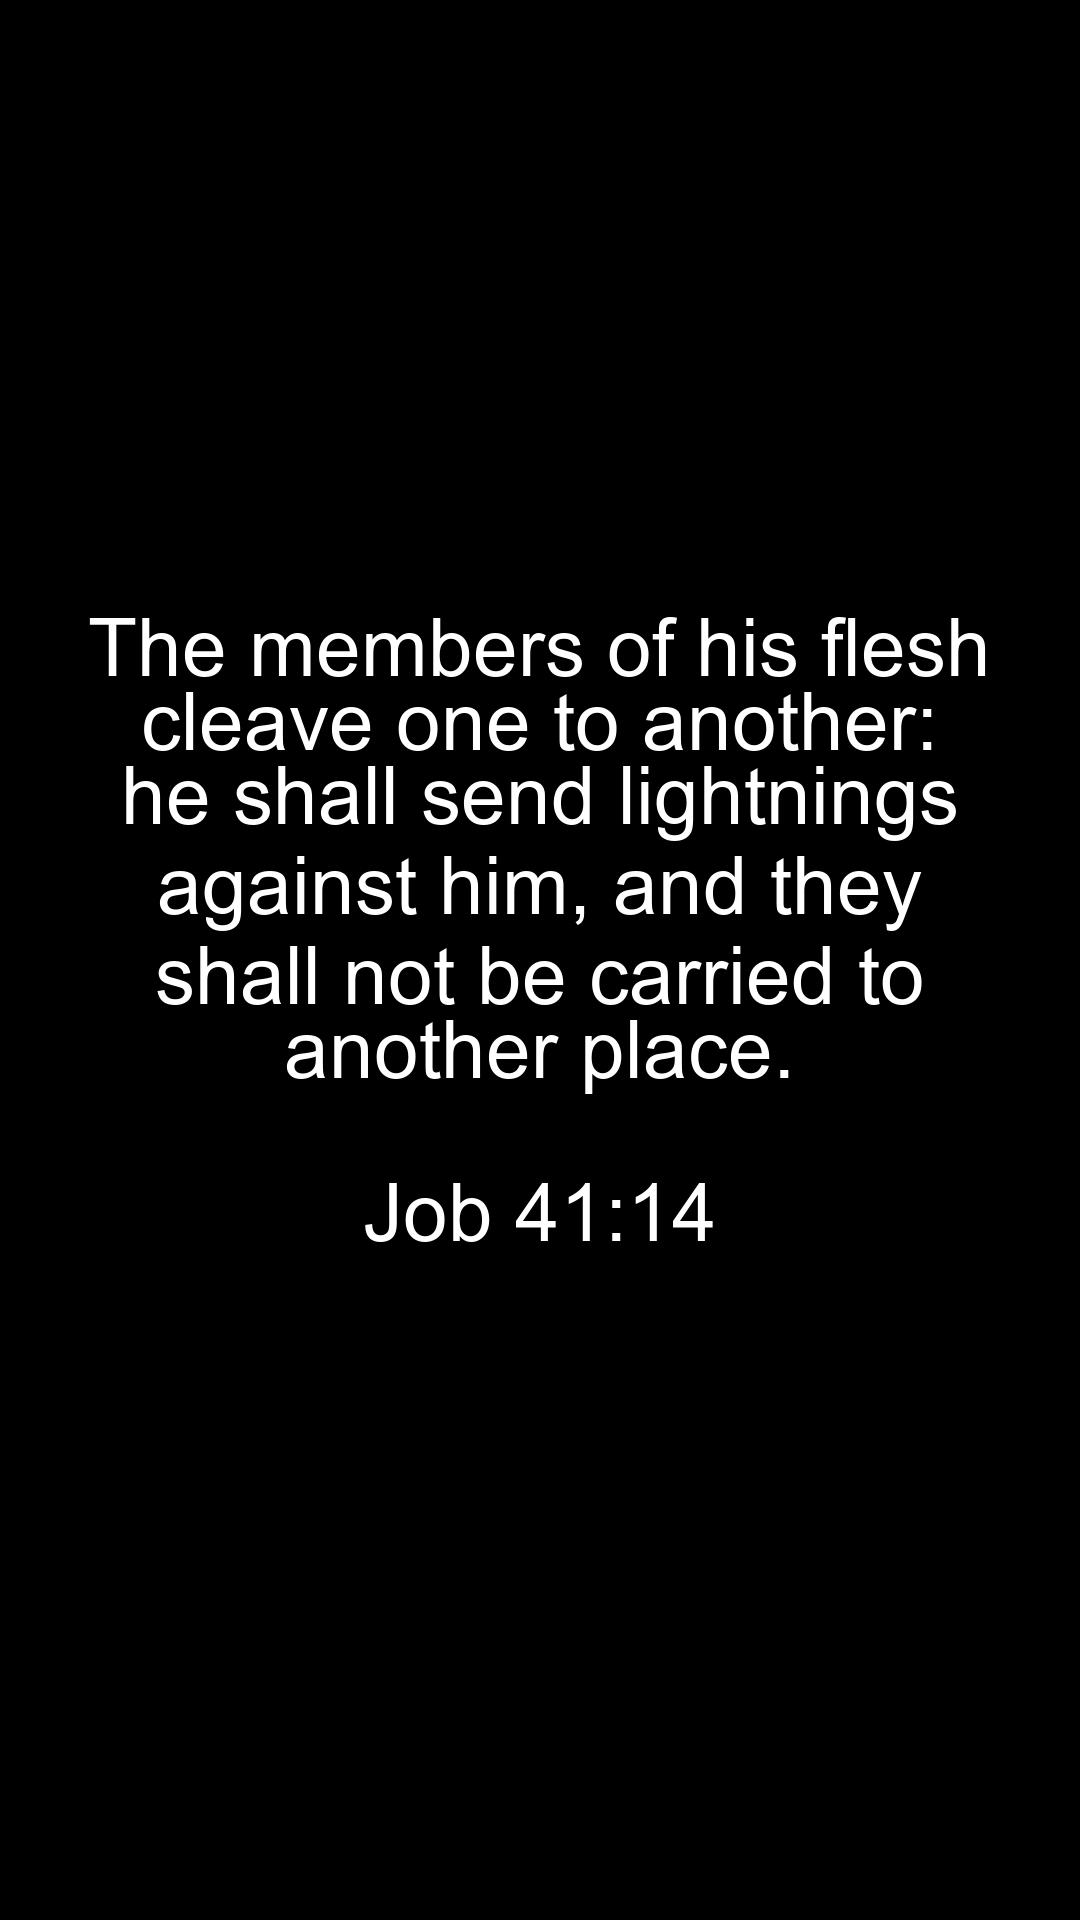 The members of his flesh
cleave one to another:
he shall send lightnings
against him, and they
shall not be carried to
another place.
Job 41:14